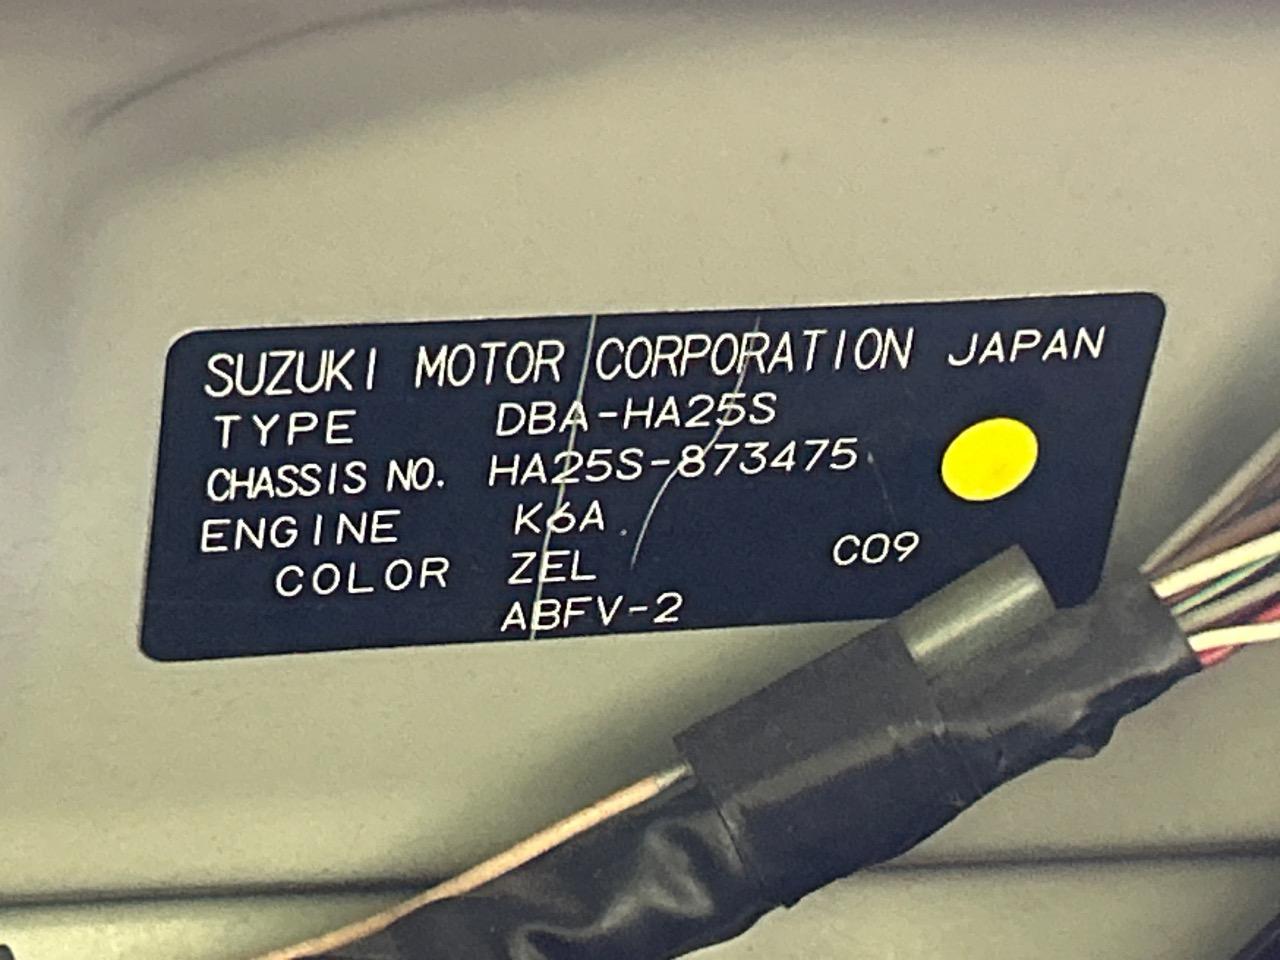 SUZUKI MOTOR CORPORATION JAPAN
TYPE DBA-HA25S
CHASSIS NO. HA25S-873475
ENGINE K6A
COLOR ZEL C09
ABFV-2